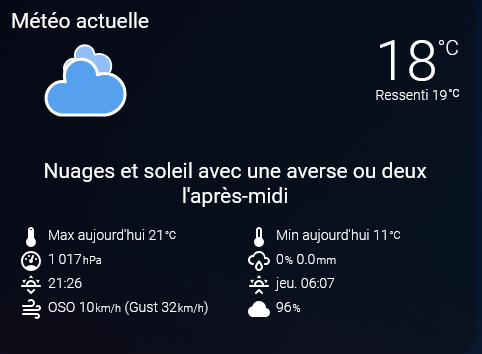 Météo actuelle
18°C
Ressenti 19°C
Nuages et soleil avec une averse ou deux
l'après-midi
Max aujourd'hui 21°C
Min aujourd'hui 11°C
1 017hPa
0% 0.0mm
21:26
jeu. 06:07
OSO 10km/h (Gust 32km/h)
96%